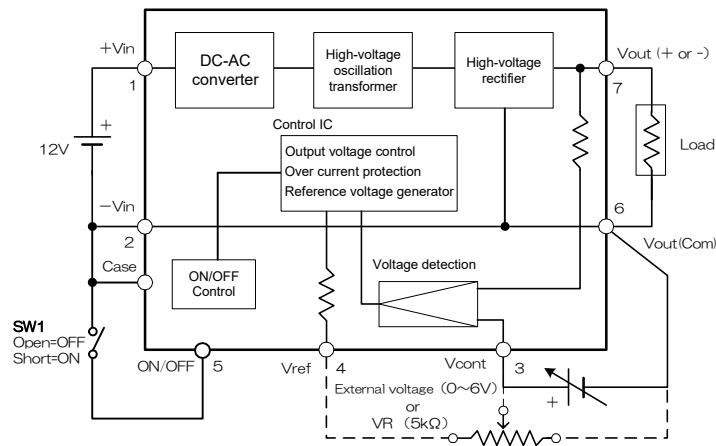 +Vin
1
DC-AC
converter
High-voltage
oscillation
transformer
High-voltage
rectifier
Vout (+ or -)
7
12V
+
Control IC
Output voltage control
Over current protection
Reference voltage generator
Load
−Vin
2
6
Vout(Com)
Case
ON/OFF
Control
Voltage detection
SW1
Open=OFF
Short=ON
ON/OFF
5
Vref
4
Vcont
3
External voltage (0～6V)
or
VR (5kΩ)
+